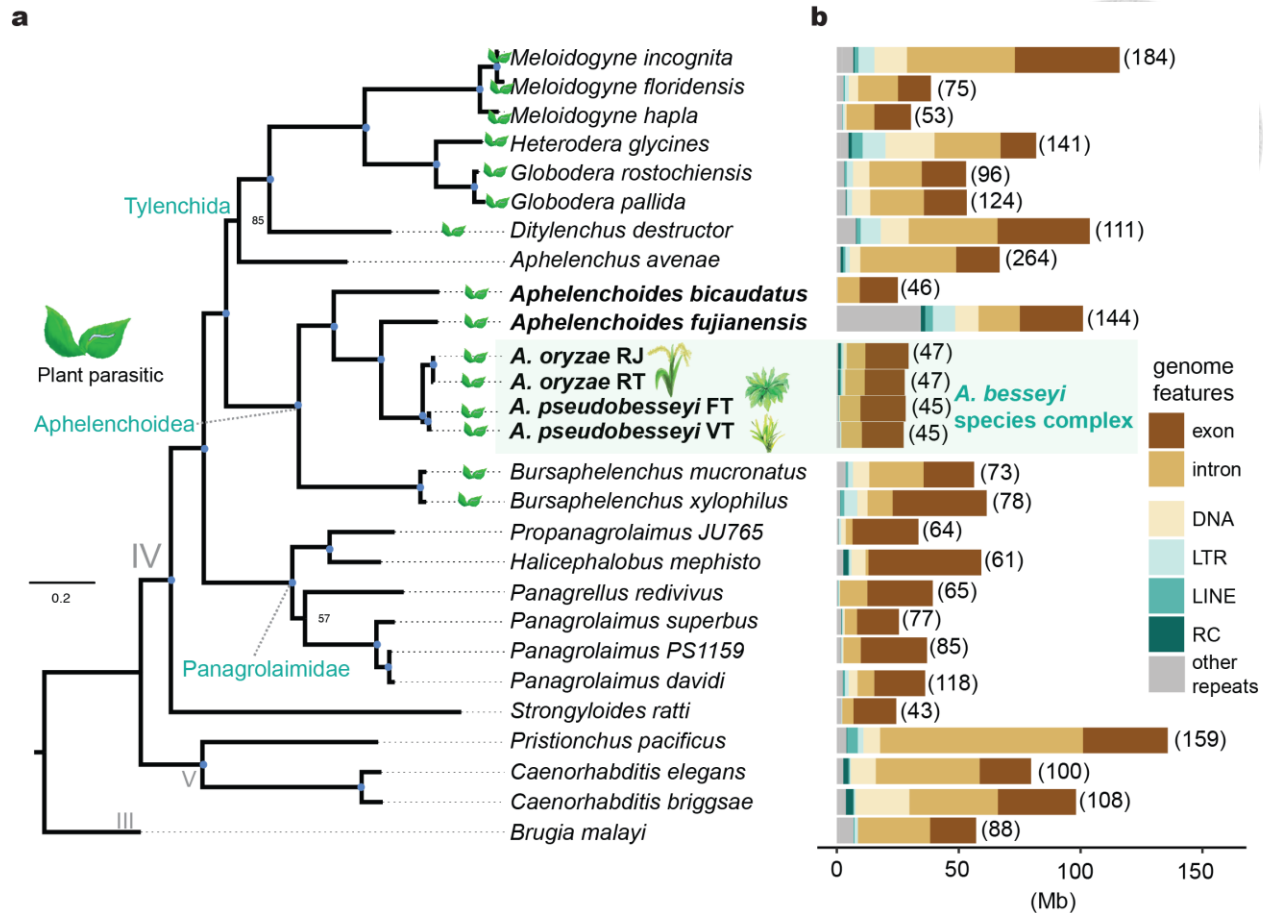 a
b
Meloidogyne incognita
(184)
Meloidogyne floridensis
(75)
Meloidogyne hapla
(53)
Heterodera glycines
(141)
Globodera rostochiensis
(96)
Tylenchida
Globodera pallida
(124)
85
Ditylenchus destructor
(111)
Aphelenchus avenae
(264)
Aphelenchoides bicaudatus
(46)
Aphelenchoides fujianensis
(144)
Plant parasitic
A. oryzae RJ
(47)
A. oryzae RT
(47)
A. pseudobesseyi FT
(45)
A. pseudobesseyi VT
(45)
A. besseyi
species complex
Aphelenchoidea
Bursaphelenchus mucronatus
(73)
Bursaphelenchus xylophilus
(78)
Propanagrolaimus JU765
(64)
IV
Halicephalobus mephisto
(61)
0.2
Panagrellus redivivus
(65)
57
Panagrolaimus superbus
(77)
Panagrolaimus PS1159
(85)
Panagrolaimidae
Panagrolaimus davidi
(118)
Strongyloides ratti
(43)
Pristionchus pacificus
(159)
V
Caenorhabditis elegans
(100)
Caenorhabditis briggsae
(108)
III
Brugia malayi
(88)
genome
features
exon
intron
DNA
LTR
LINE
RC
other
repeats
0
50
100
150
(Mb)